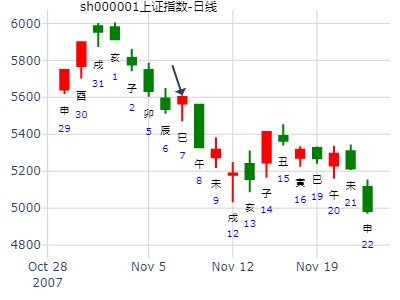 sh000001上证指数-日线
6000
5800
5600
5400
5200
5000
4800
申
29
酉
30
戌
31
亥
1
子
2
卯
5
辰
6
巳
7
午
8
未
9
戌
12
亥
13
子
14
丑
15
寅
16
巳
19
午
20
未
21
申
22
Oct 28
2007
Nov 5
Nov 12
Nov 19